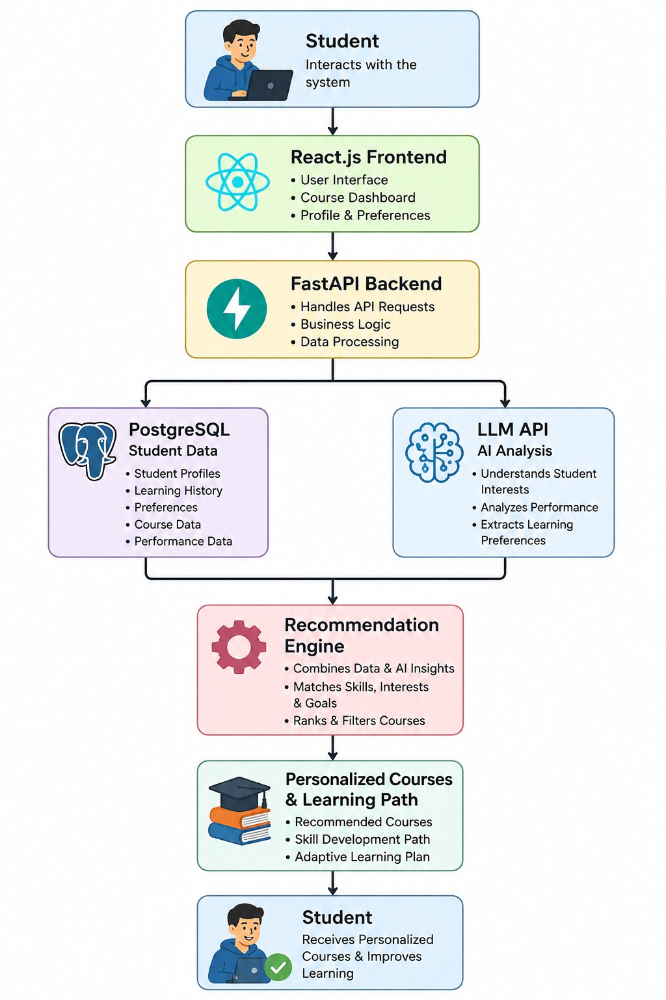 Student
Interacts with the
system
React.js Frontend
• User Interface
• Course Dashboard
• Profile & Preferences
FastAPI Backend
• Handles API Requests
• Business Logic
• Data Processing
PostgreSQL
Student Data
• Student Profiles
• Learning History
• Preferences
• Course Data
• Performance Data
LLM API
AI Analysis
• Understands Student
Interests
• Analyzes Performance
• Extracts Learning
Preferences
Recommendation
Engine
• Combines Data & AI Insights
• Matches Skills, Interests
& Goals
• Ranks & Filters Courses
Personalized Courses
& Learning Path
• Recommended Courses
• Skill Development Path
• Adaptive Learning Plan
Student
Receives Personalized
Courses & Improves
Learning